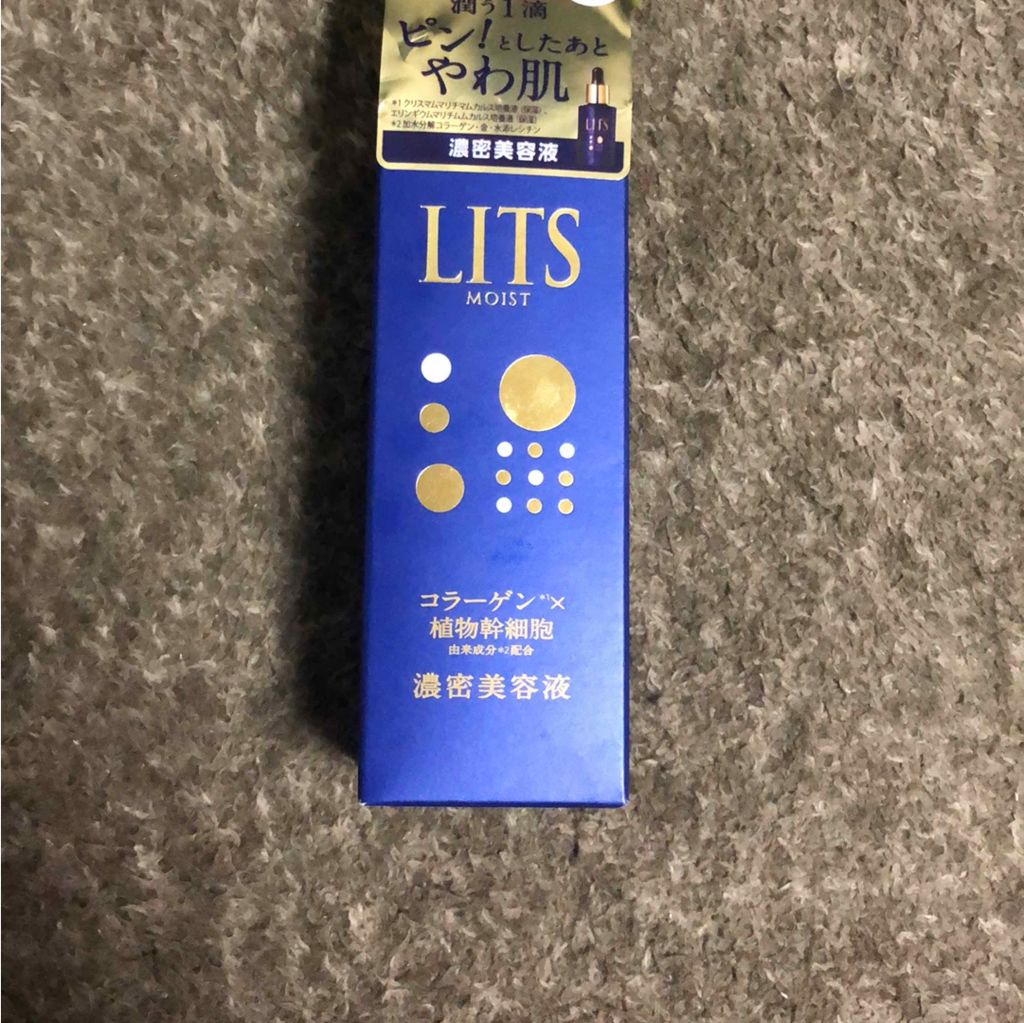 潤う1滴
ピン!としたあと
やわ肌
*1 クリスマムマリチマムカルス培養液(保湿)、
エリンギウムマリチムムカルス培養液(保湿)
*2 加水分解コラーゲン・金・水添レシチン
LITS
濃密美容液
LITS
MOIST
コラーゲン*1×
植物幹細胞
由来成分*2配合
濃密美容液